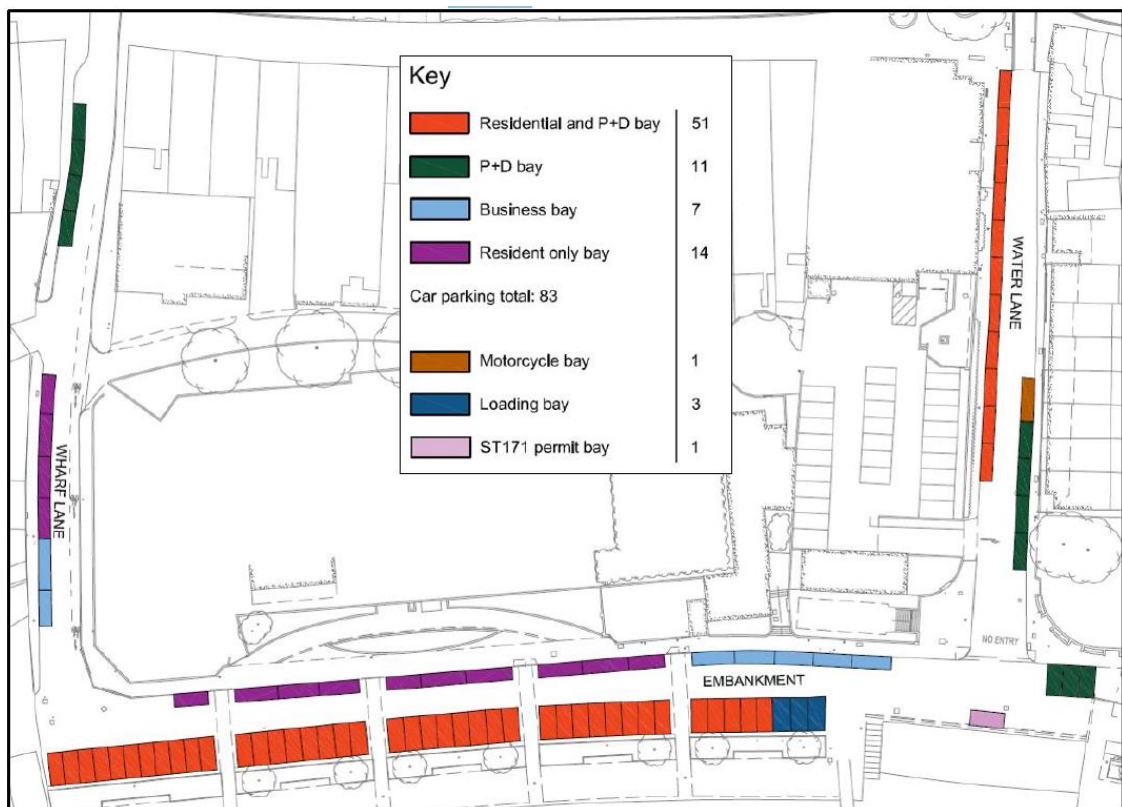 Key
Residential and P+D bay 51
P+D bay 11
Business bay 7
Resident only bay 14
Car parking total: 83
Motorcycle bay 1
Loading bay 3
ST171 permit bay 1
WATER LANE
WHARF LANE
NO ENTRY
EMBANKMENT